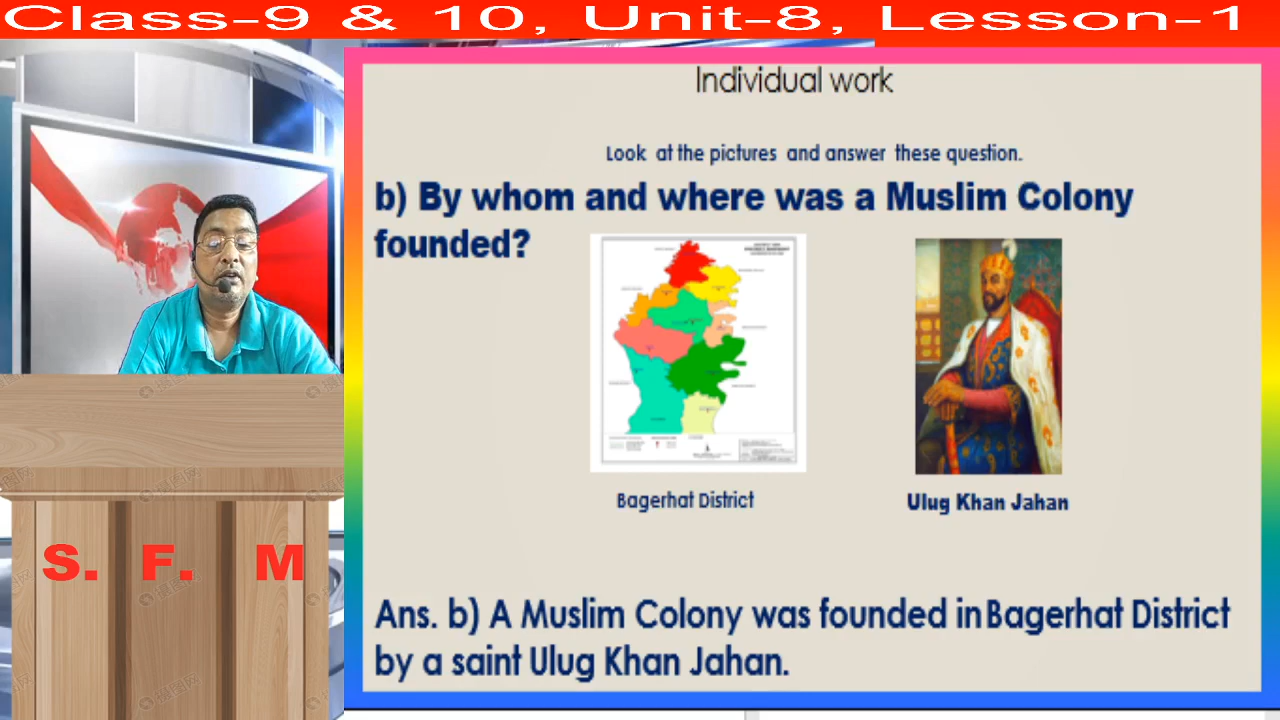 Class-9 & 10, Unit-8, Lesson-1
Individual work
Look at the pictures and answer these question.
b) By whom and where was a Muslim Colony
founded?
Bagerhat District
Ulug Khan Jahan
Ans. b) A Muslim Colony was founded in Bagerhat District
by a saint Ulug Khan Jahan.
S. F. M